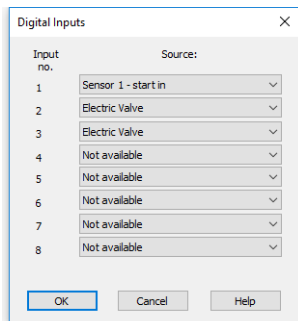 Digital Inputs
Input no. Source:
1 Sensor 1 - start in
2 Electric Valve
3 Electric Valve
4 Not available
5 Not available
6 Not available
7 Not available
8 Not available
OK Cancel Help